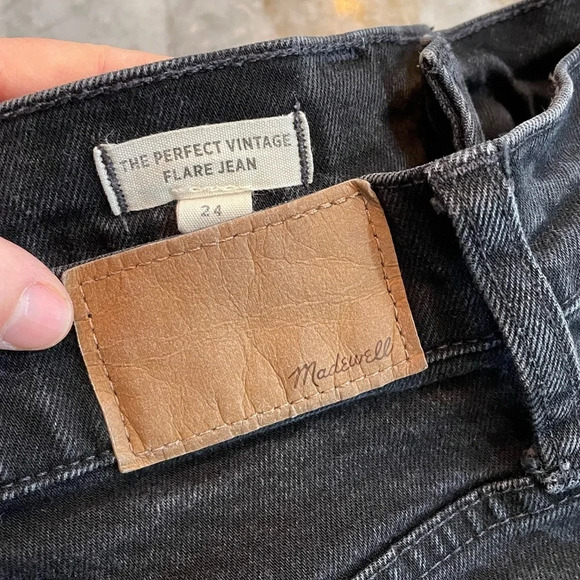 THE PERFECT VINTAGE
FLARE JEAN
24
Madewell